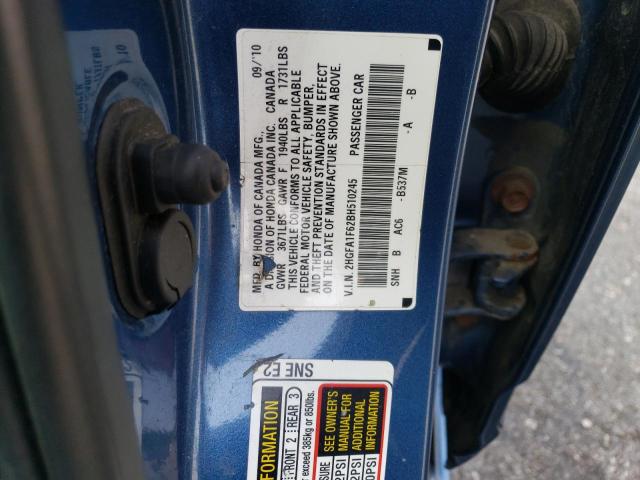 MFD. BY HONDA OF CANADA MFG., 09/10
A DIVISION OF HONDA CANADA INC. CANADA
GVWR 3671LBS GAWR F 1940LBS R 1731LBS
THIS VEHICLE CONFORMS TO ALL APPLICABLE
FEDERAL MOTOR VEHICLE SAFETY, BUMPER,
AND THEFT PREVENTION STANDARDS IN EFFECT
ON THE DATE OF MANUFACTURE SHOWN ABOVE.
V.I.N. 2HGFA1F62BH510245 PASSENGER CAR
SNH B AC6 -B537M -A -B
SNE E2
FORMATION
FRONT 2 REAR 3
exceed 385kg or 850lbs.
SEE OWNER'S
MANUAL FOR
ADDITIONAL
INFORMATION